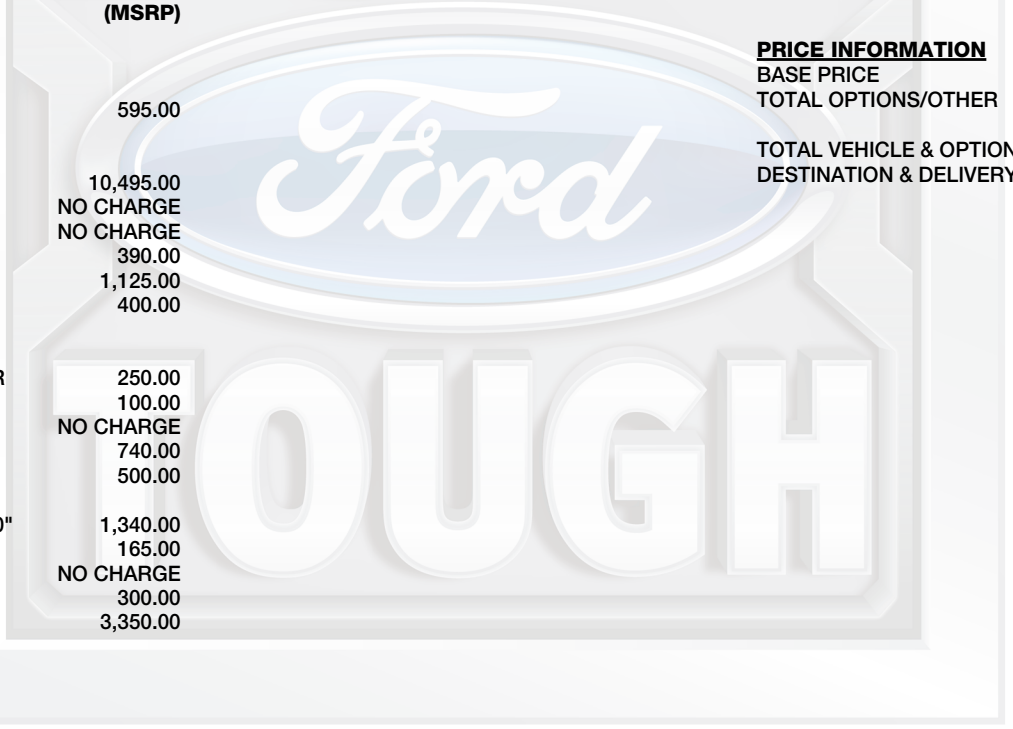 (MSRP)
595.00
10,495.00
NO CHARGE
NO CHARGE
390.00
1,125.00
400.00
R 250.00
100.00
NO CHARGE
740.00
500.00
0" 1,340.00
165.00
NO CHARGE
300.00
3,350.00
PRICE INFORMATION
BASE PRICE
TOTAL OPTIONS/OTHER
TOTAL VEHICLE & OPTION
DESTINATION & DELIVERY
Ford
TOUGH